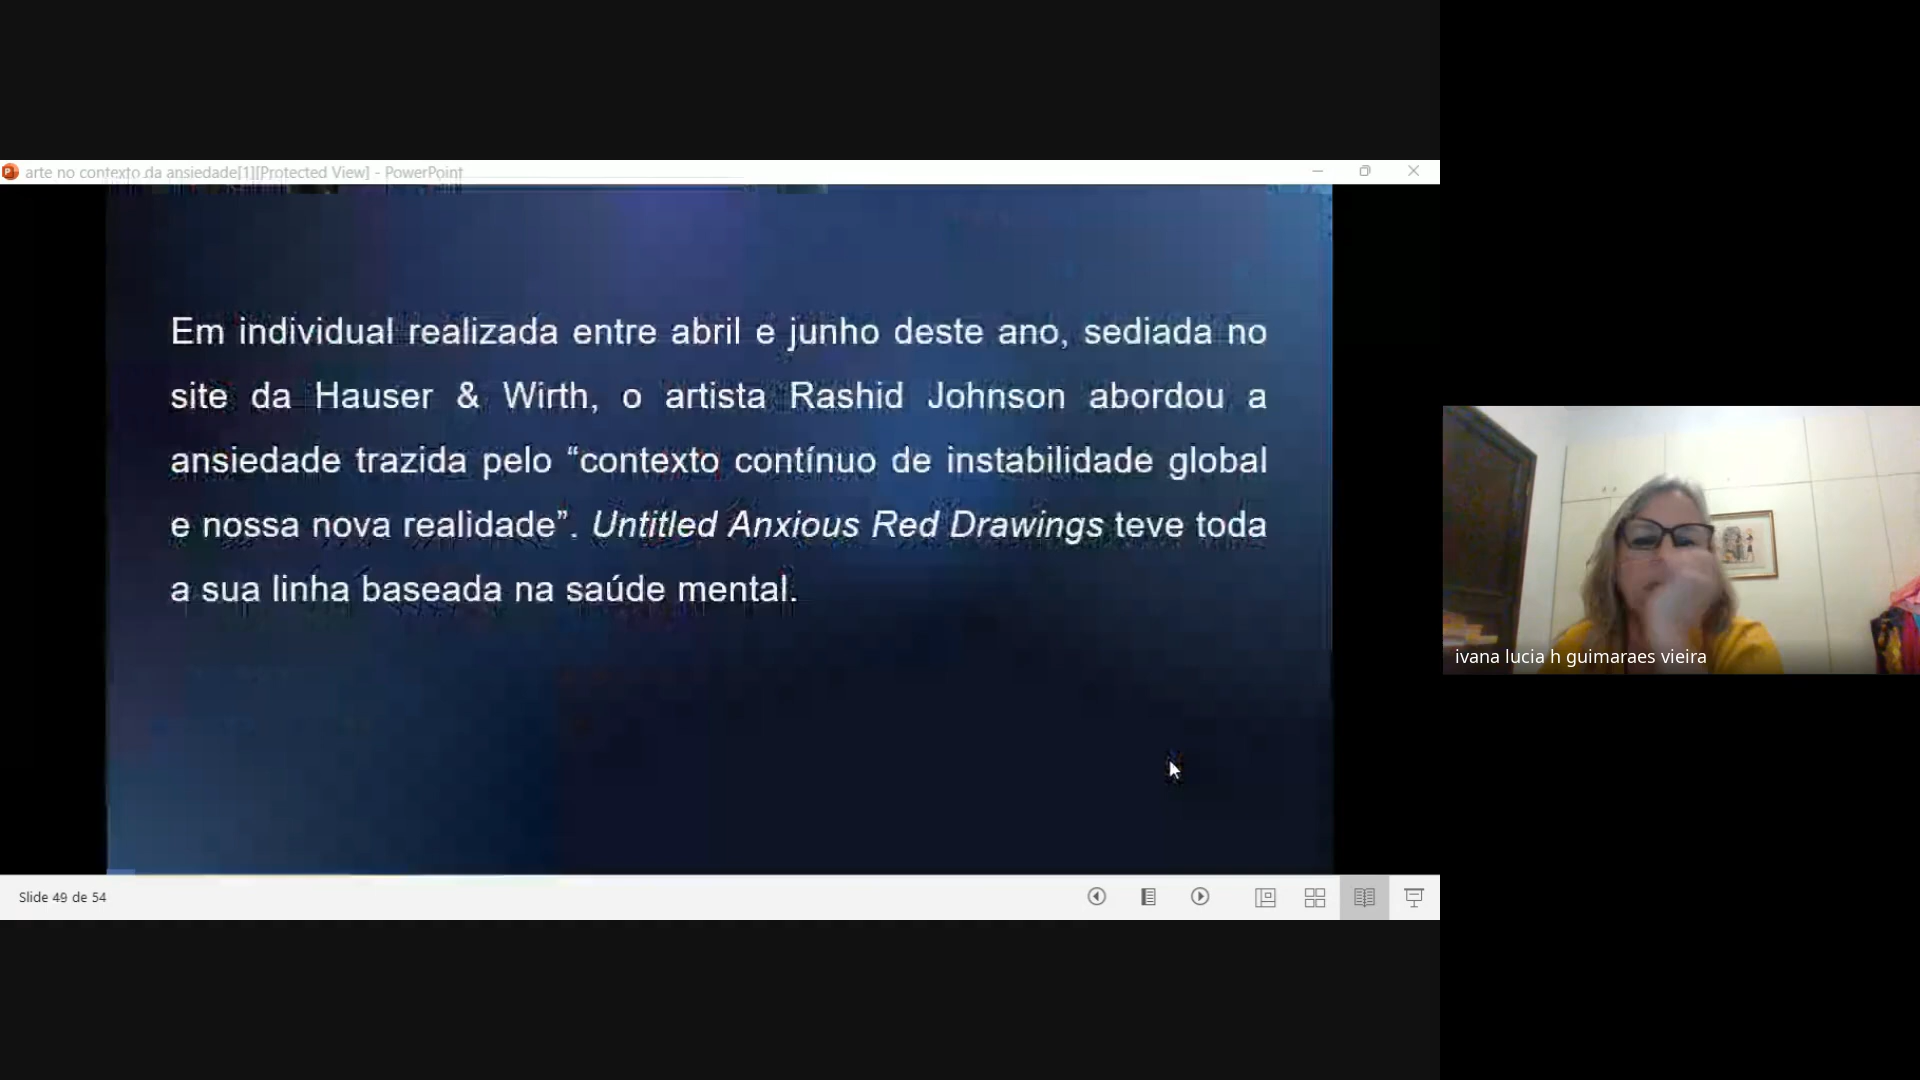 arte no contexto da ansiedade[1][Protected View] - PowerPoint
Em individual realizada entre abril e junho deste ano, sediada no
site da Hauser & Wirth, o artista Rashid Johnson abordou a
ansiedade trazida pelo “contexto contínuo de instabilidade global
e nossa nova realidade”. Untitled Anxious Red Drawings teve toda
a sua linha baseada na saúde mental.
ivana lucia h guimaraes vieira
Slide 49 de 54